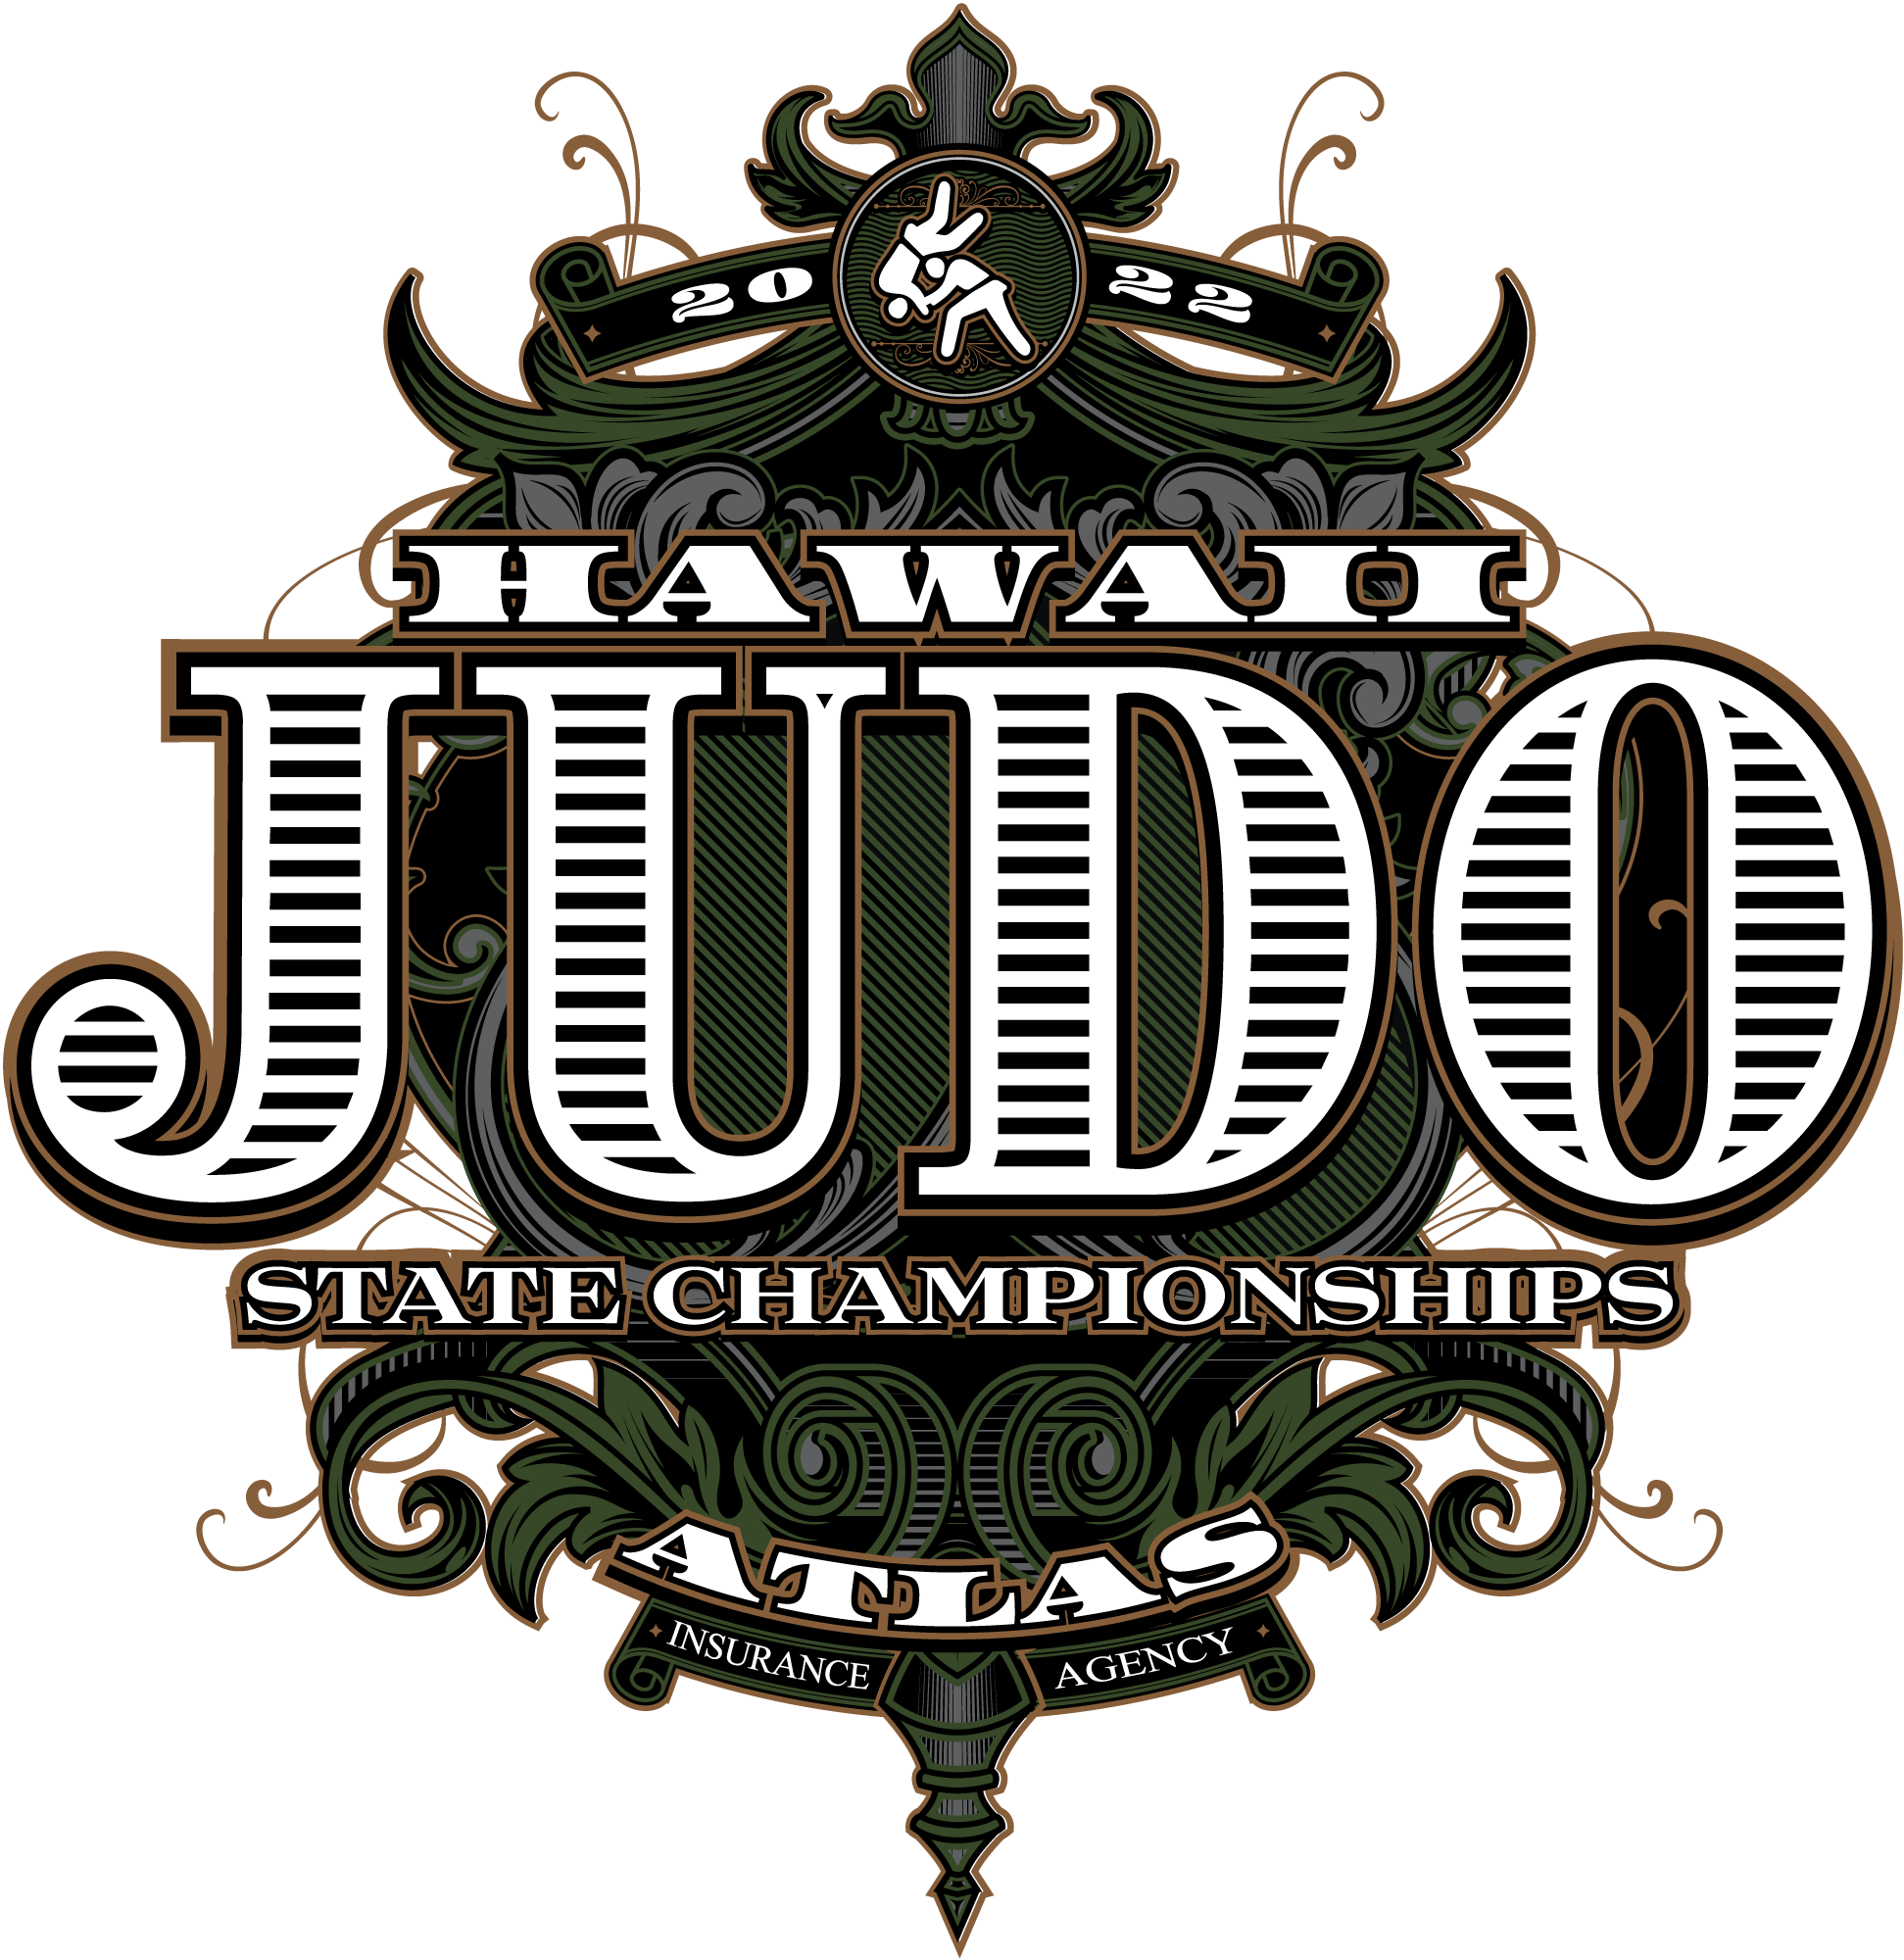 2022
HAWAII
JUDO
STATE CHAMPIONSHIPS
ATLAS
INSURANCE AGENCY